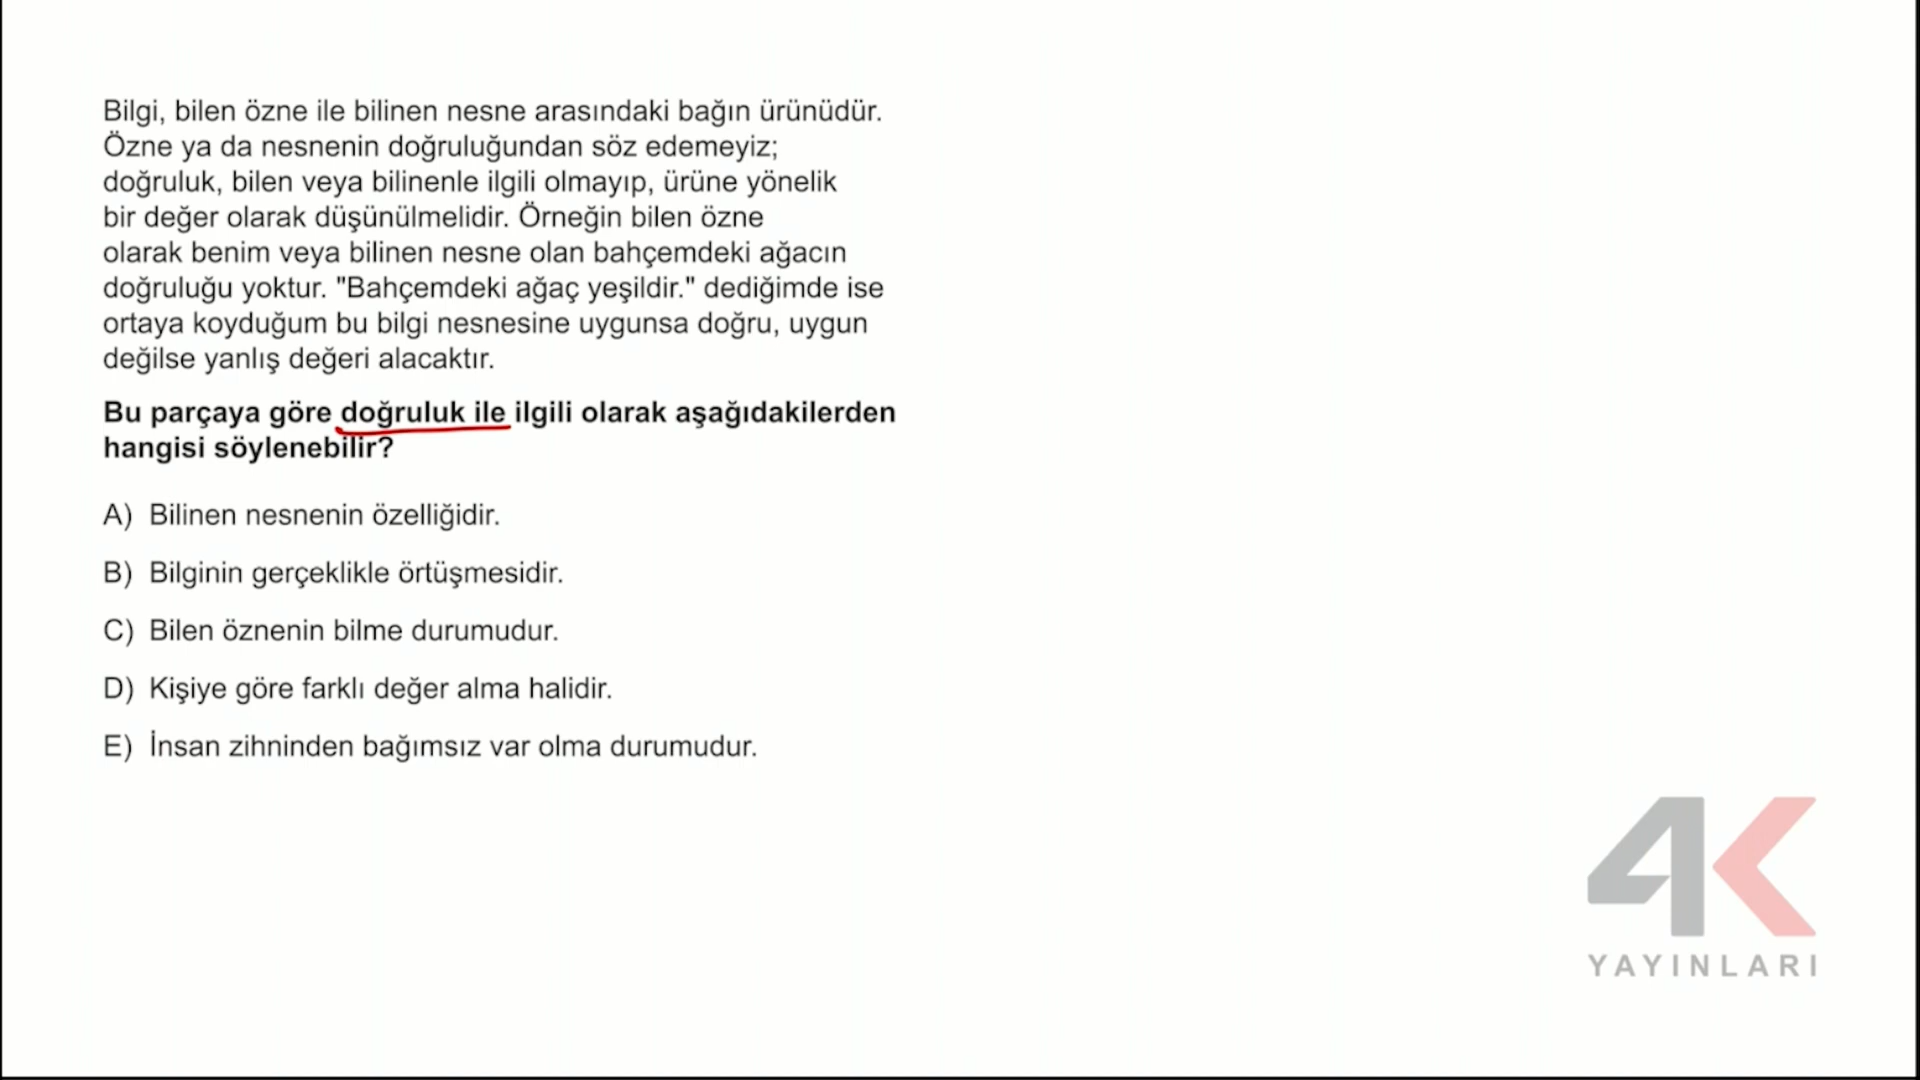 Bilgi, bilen özne ile bilinen nesne arasındaki bağın ürünüdür.
Özne ya da nesnenin doğruluğundan söz edemeyiz;
doğruluk, bilen veya bilinenle ilgili olmayıp, ürüne yönelik
bir değer olarak düşünülmelidir. Örneğin bilen özne
olarak benim veya bilinen nesne olan bahçemdeki ağacın
doğruluğu yoktur. "Bahçemdeki ağaç yeşildir." dediğimde ise
ortaya koyduğum bu bilgi nesnesine uygunsa doğru, uygun
değilse yanlış değeri alacaktır.
Bu parçaya göre doğruluk ile ilgili olarak aşağıdakilerden
hangisi söylenebilir?
A) Bilinen nesnenin özelliğidir.
B) Bilginin gerçeklikle örtüşmesidir.
C) Bilen öznenin bilme durumudur.
D) Kişiye göre farklı değer alma halidir.
E) İnsan zihninden bağımsız var olma durumudur.
4K
YAYINLARI